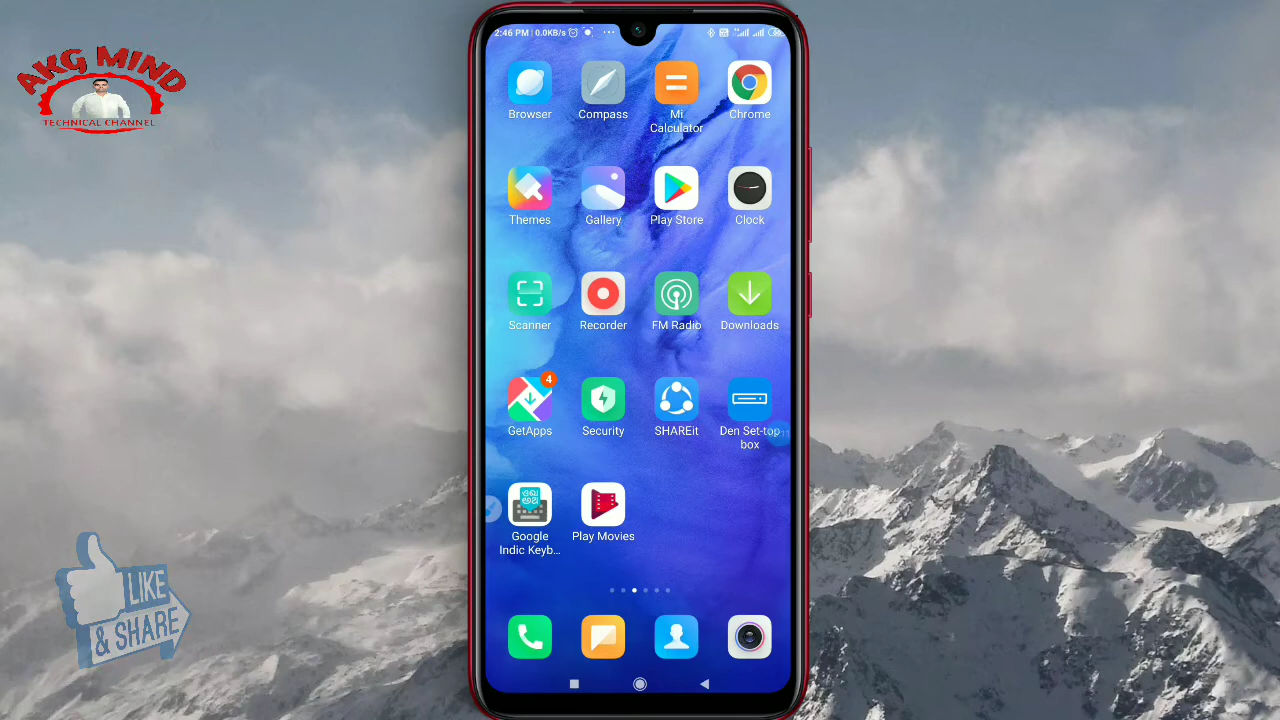 AKG MIND
TECHNICAL CHANNEL
2:46 PM | 0.0KB/s
Browser
Compass
Mi
Calculator
Chrome
Themes
Gallery
Play Store
Clock
Scanner
Recorder
FM Radio
Downloads
4
GetApps
Security
SHAREit
Den Set-top
box
Google
Indic Keyb...
Play Movies
LIKE
& SHARE